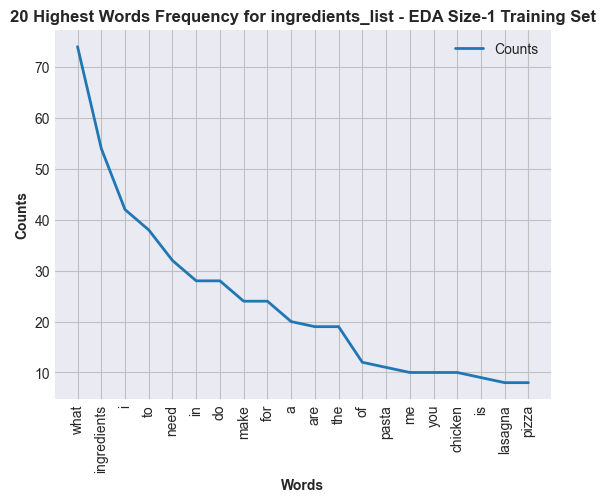 20 Highest Words Frequency for ingredients_list - EDA Size-1 Training Set
Counts
70
60
50
40
30
20
10
Counts
what
ingredients
i
to
need
in
do
make
for
a
are
the
of
pasta
me
you
chicken
is
lasagna
pizza
Words